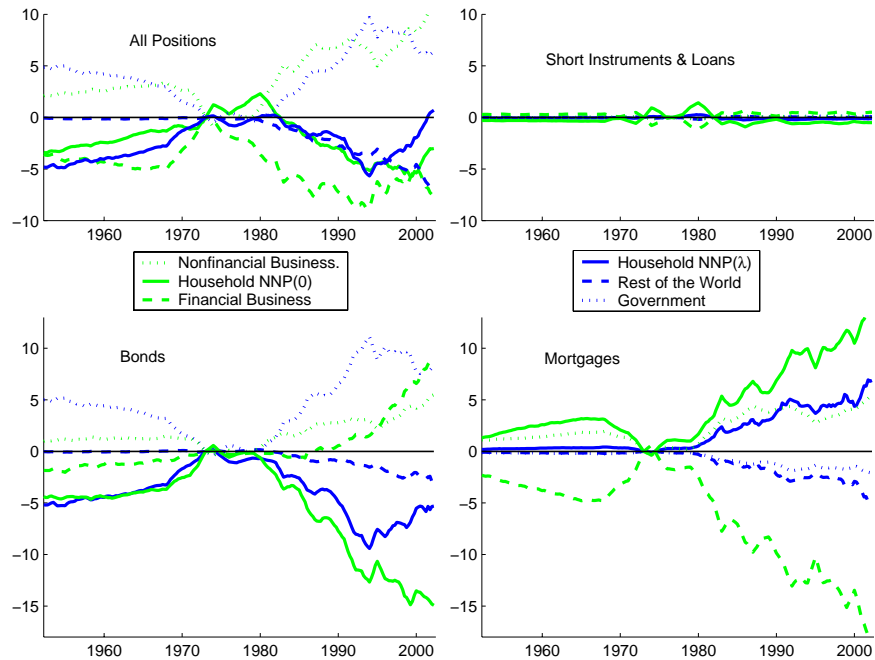 All Positions
Short Instruments & Loans
10
5
0
−5
−10
1960 1970 1980 1990 2000
10
5
0
−5
−10
1960 1970 1980 1990 2000
Nonfinancial Business.
Household NNP(0)
Financial Business
Household NNP(λ)
Rest of the World
Government
Bonds
Mortgages
10
5
0
−5
−10
−15
1960 1970 1980 1990 2000
10
5
0
−5
−10
−15
1960 1970 1980 1990 2000